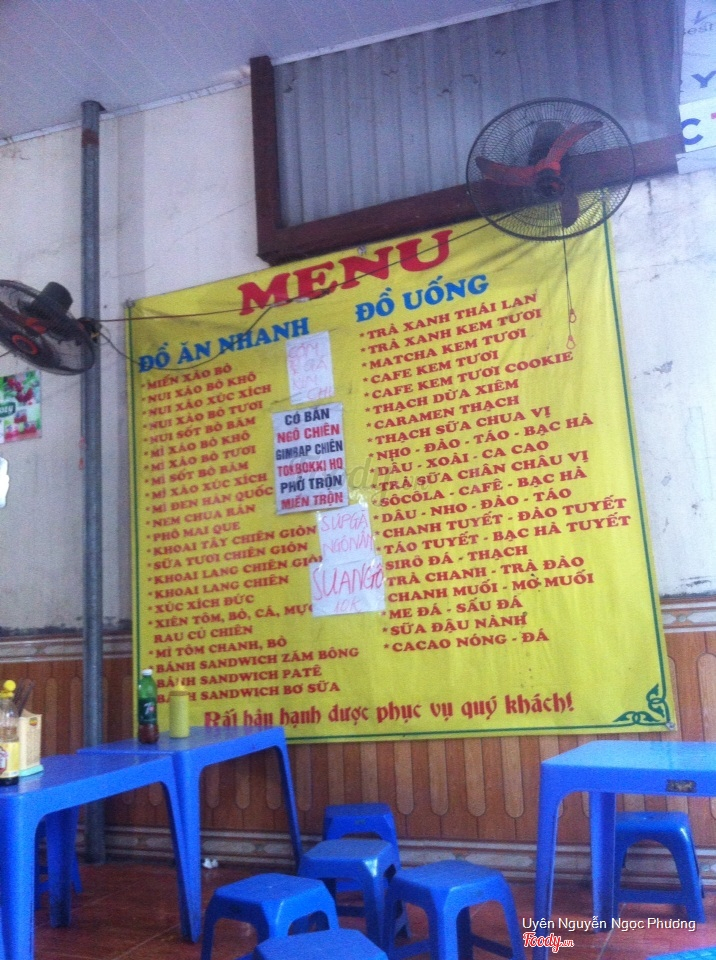 MENU
ĐỒ ĂN NHANH
MIẾN XÀO BÒ
NUI XÀO BÒ KHÔ
NUI XÀO XÚC XÍCH
NUI XÀO BÒ TƯƠI
NUI SỐT BÒ BẰM
MÌ XÀO BÒ KHÔ
MÌ XÀO BÒ TƯƠI
MÌ SỐT BÒ BẰM
MÌ XÀO XÚC XÍCH
MÌ ĐEN HÀN QUỐC
NEM CHUA RÁN
PHÔ MAI QUE
KHOAI TÂY CHIÊN GIÒN
SỮA TƯƠI CHIÊN GIÒN
KHOAI LANG CHIÊN GIÒN
KHOAI LANG CHIÊN
XÚC XÍCH ĐỨC
XIÊN TÔM, BÒ, CÁ, MỰC
RAU CỦ CHIÊN
MÌ TÔM CHANH, BÒ
BÁNH SANDWICH ZĂM BÔNG
BÁNH SANDWICH PATÊ
BÁNH SANDWICH BƠ SỮA
CÓ BÁN
NGÔ CHIÊN
GIMBAP CHIÊN
TOKBOKKI HQ
PHỞ TRỘN
MIẾN TRỘN
SÚP GÀ
NGÔ NẤM
SUANGÔ
10K
ĐỒ UỐNG
TRÀ XANH THÁI LAN
TRÀ XANH KEM TƯƠI
MATCHA KEM TƯƠI
CAFE KEM TƯƠI
CAFE KEM TƯƠI COOKIE
THẠCH DỪA XIÊM
CARAMEN THẠCH
THẠCH SỮA CHUA VỊ
NHO - ĐÀO - TÁO - BẠC HÀ
DÂU - XOÀI - CA CAO
TRÀ SỮA CHÂN CHÂU VỊ
SÔCÔLA - CAFÊ - BẠC HÀ
DÂU - NHO - ĐÀO - TÁO
CHANH TUYẾT - ĐÀO TUYẾT
TÁO TUYẾT - BẠC HÀ TUYẾT
SIRÔ ĐÁ - THẠCH
TRÀ CHANH - TRÀ ĐÀO
CHANH MUỐI - MƠ MUỐI
ME ĐÁ - SẤU ĐÁ
SỮA ĐẬU NÀNH
CACAO NÓNG - ĐÁ
Rất hân hạnh được phục vụ quý khách!
Uyên Nguyễn Ngọc Phương
Foody.vn